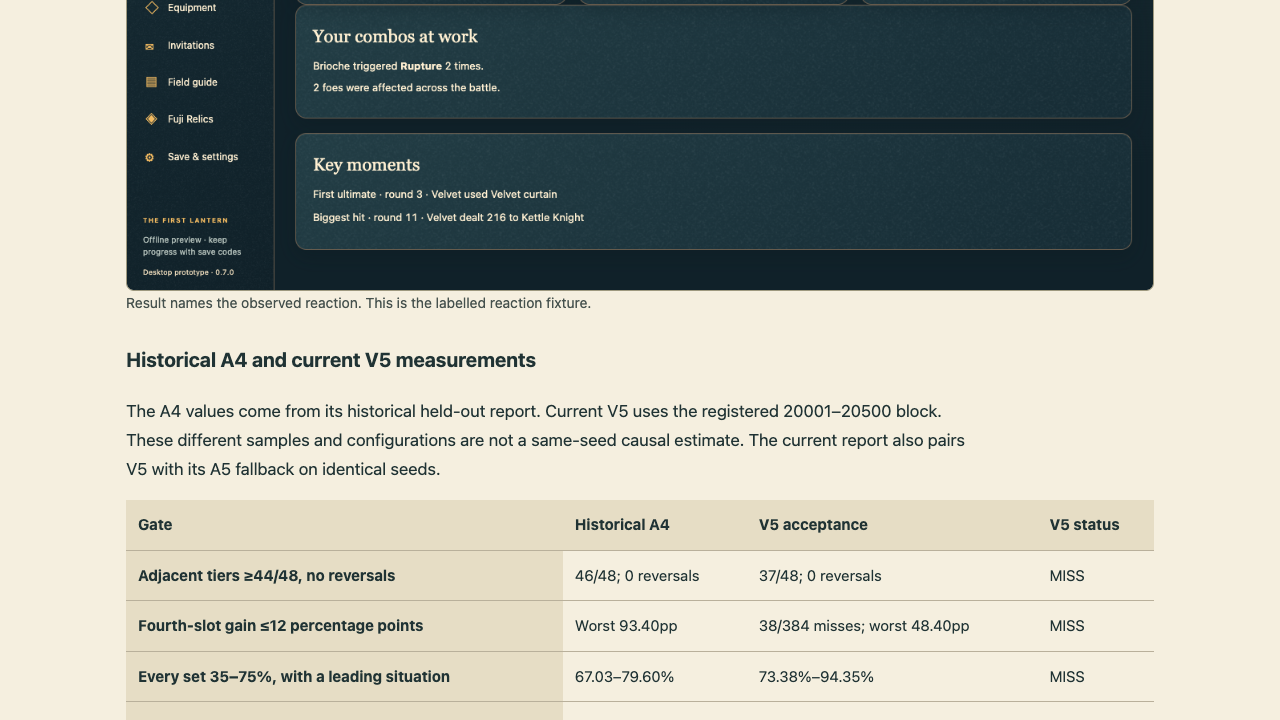 Equipment
Invitations
Field guide
Fuji Relics
Save & settings
THE FIRST LANTERN
Offline preview · keep
progress with save codes
Desktop prototype · 0.7.0
Your combos at work
Brioche triggered Rupture 2 times.
2 foes were affected across the battle.
Key moments
First ultimate · round 3 · Velvet used Velvet curtain
Biggest hit · round 11 · Velvet dealt 216 to Kettle Knight
Result names the observed reaction. This is the labelled reaction fixture.
Historical A4 and current V5 measurements
The A4 values come from its historical held-out report. Current V5 uses the registered 20001–20500 block.
These different samples and configurations are not a same-seed causal estimate. The current report also pairs
V5 with its A5 fallback on identical seeds.
Gate Historical A4 V5 acceptance V5 status
Adjacent tiers ≥44/48, no reversals 46/48; 0 reversals 37/48; 0 reversals MISS
Fourth-slot gain ≤12 percentage points Worst 93.40pp 38/384 misses; worst 48.40pp MISS
Every set 35–75%, with a leading situation 67.03–79.60% 73.38%–94.35% MISS